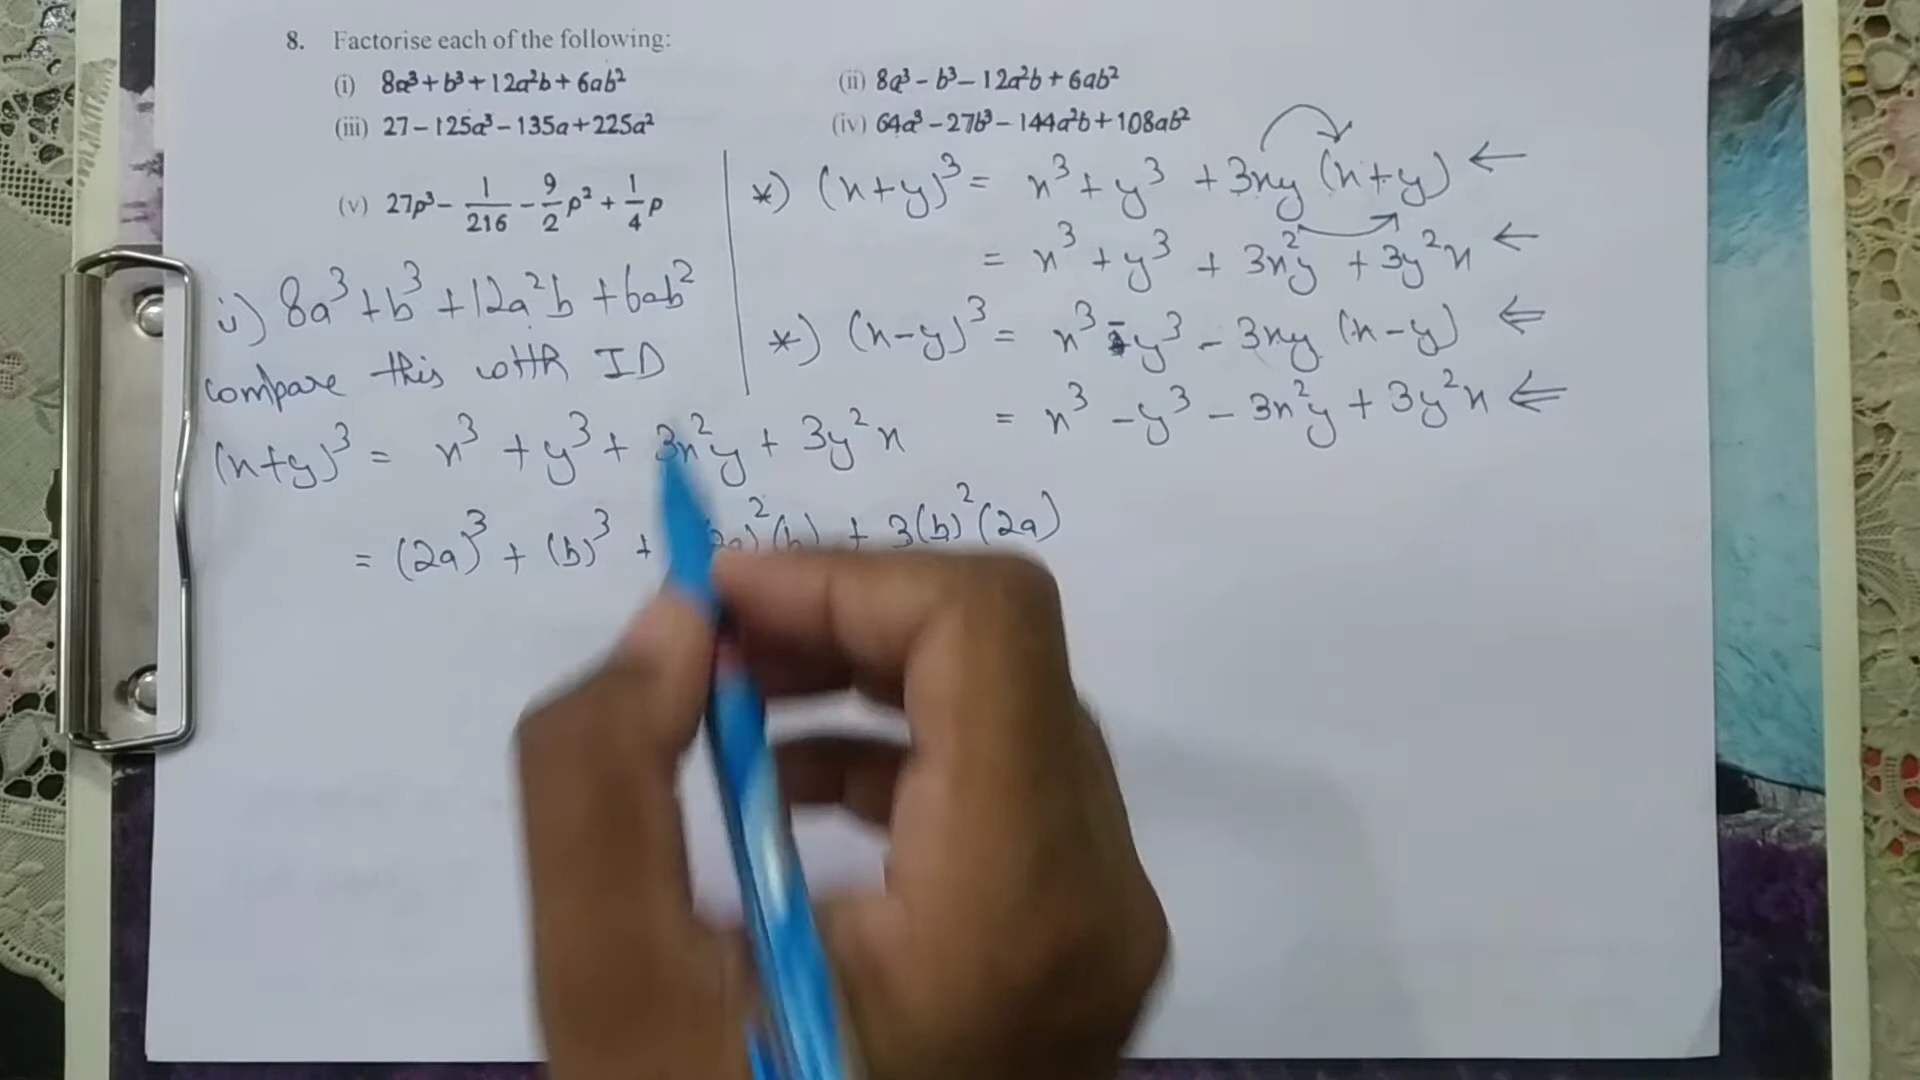 8. Factorise each of the following:
(i) 8a³ + b³ + 12a²b + 6ab² (ii) 8a³ – b³ – 12a²b + 6ab²
(iii) 27 – 125a³ – 135a + 225a² (iv) 64a³ – 27b³ – 144a²b + 108ab²
(v) 27p³ – 1/216 – 9/2 p² + 1/4 p
*) (x+y)³ = x³ + y³ + 3xy (x+y) ←
= x³ + y³ + 3x²y + 3y²x ←
*) (x-y)³ = x³ - y³ - 3xy (x-y) ⇐
= x³ - y³ - 3x²y + 3y²x ⇐
i) 8a³ + b³ + 12a²b + 6ab²
compare this with ID
(x+y)³ = x³ + y³ + 3x²y + 3y²x
= (2a)³ + (b)³ + (2a)²(b) + 3(b)²(2a)